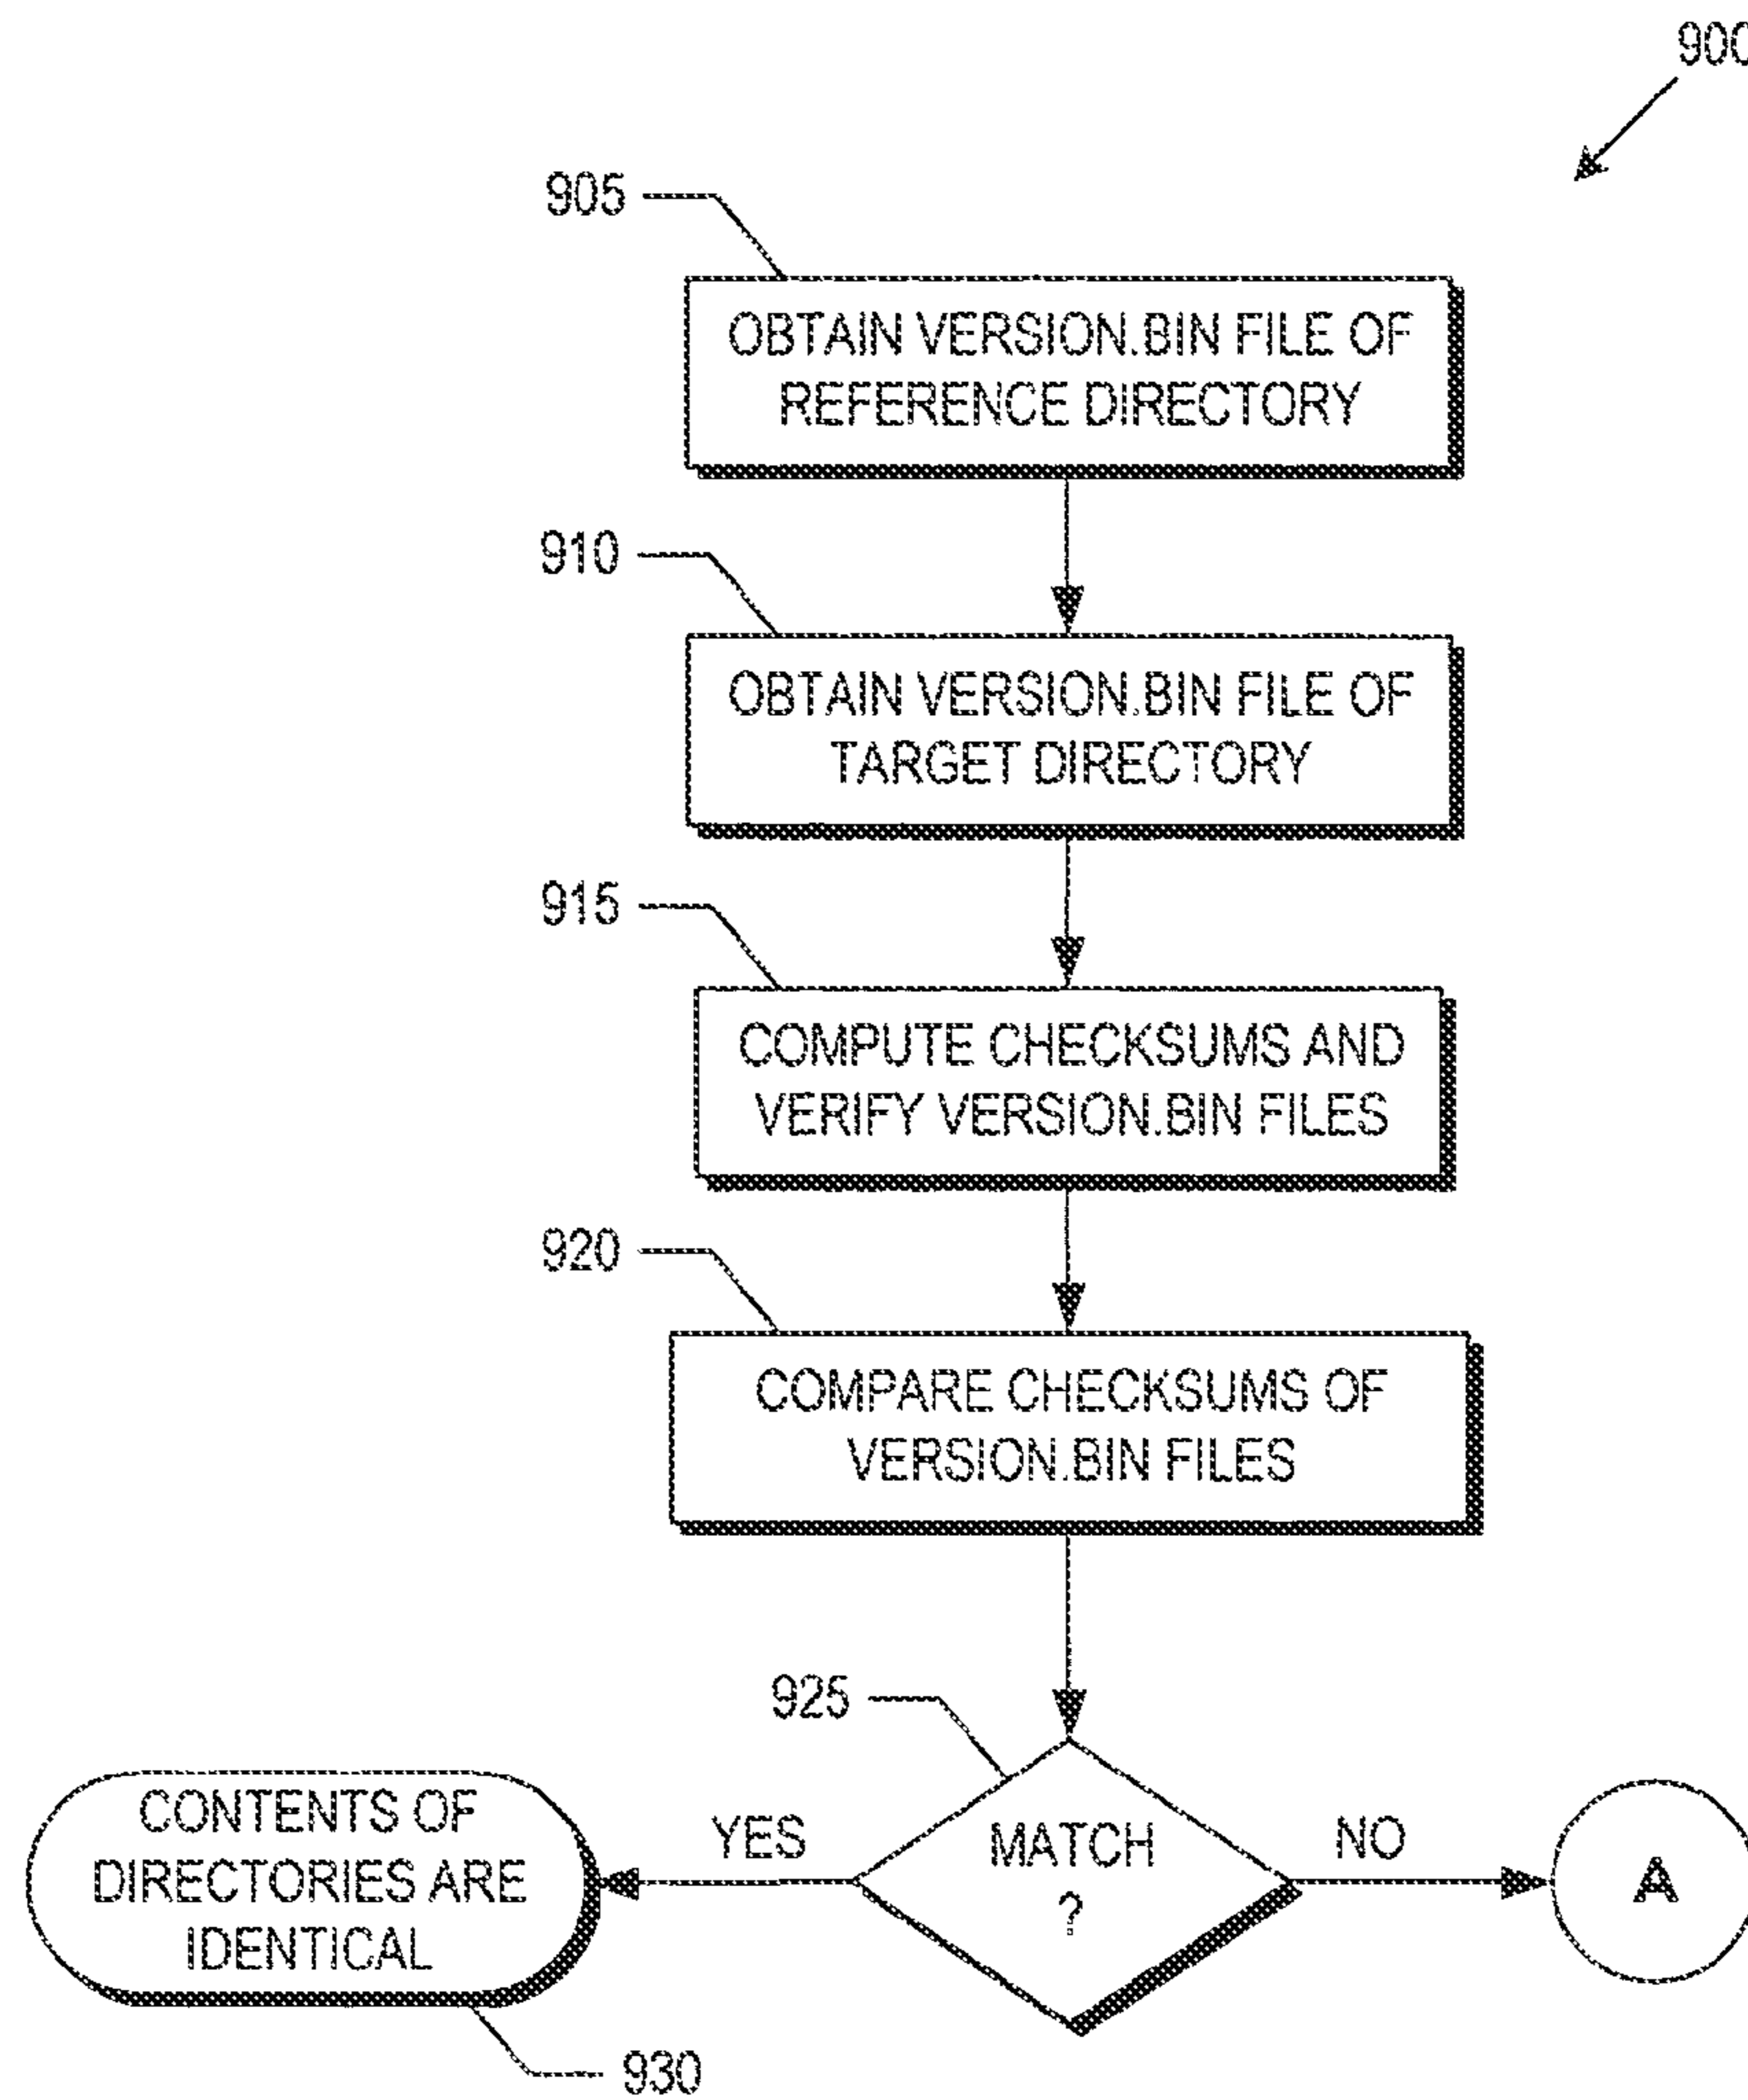 900
905
OBTAIN VERSION.BIN FILE OF
REFERENCE DIRECTORY
910
OBTAIN VERSION.BIN FILE OF
TARGET DIRECTORY
915
COMPUTE CHECKSUMS AND
VERIFY VERSION.BIN FILES
920
COMPARE CHECKSUMS OF
VERSION.BIN FILES
925
MATCH
?
YES
NO
CONTENTS OF
DIRECTORIES ARE
IDENTICAL
A
930